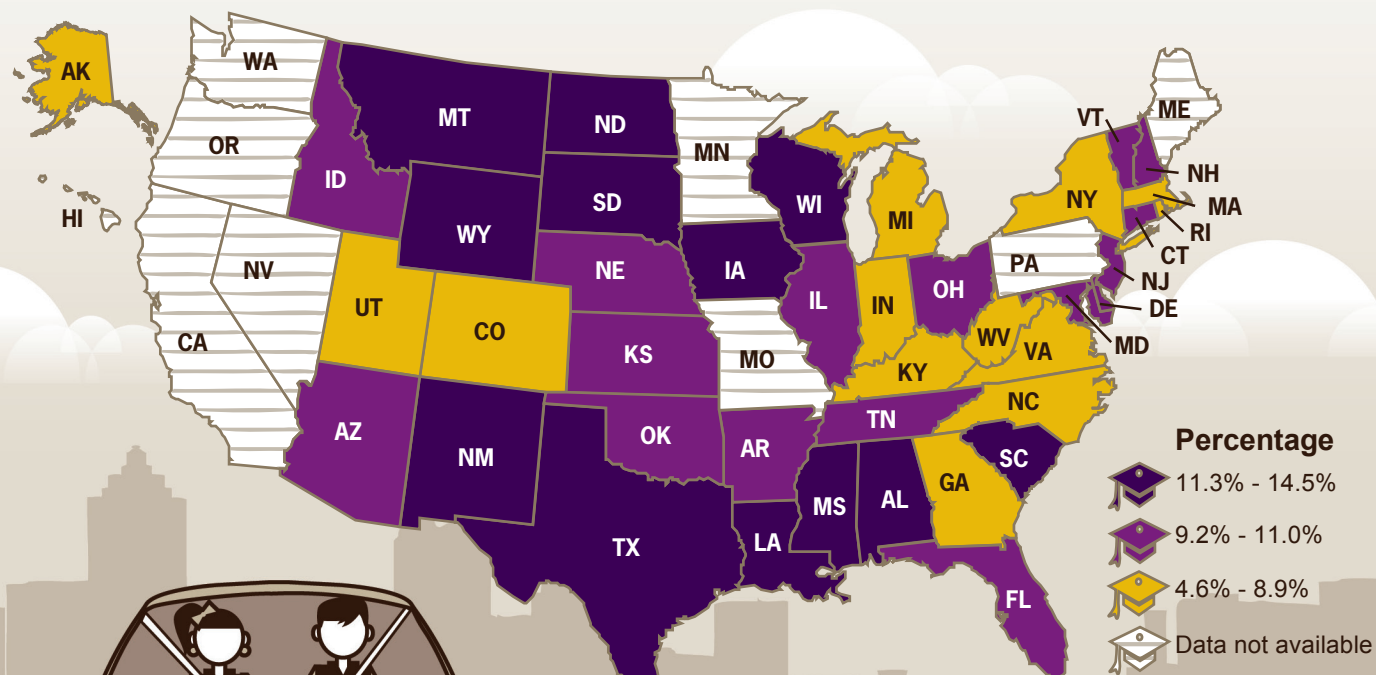 AK
WA
MT
ND
MN
ME
VT
OR
ID
SD
WI
MI
NY
NH
MA
HI
WY
RI
CT
NV
NE
IA
PA
NJ
UT
CO
IL
IN
OH
DE
CA
KS
MO
WV
VA
MD
KY
NC
AZ
NM
OK
AR
TN
SC
TX
LA
MS
AL
GA
FL
Percentage
11.3% - 14.5%
9.2% - 11.0%
4.6% - 8.9%
Data not available